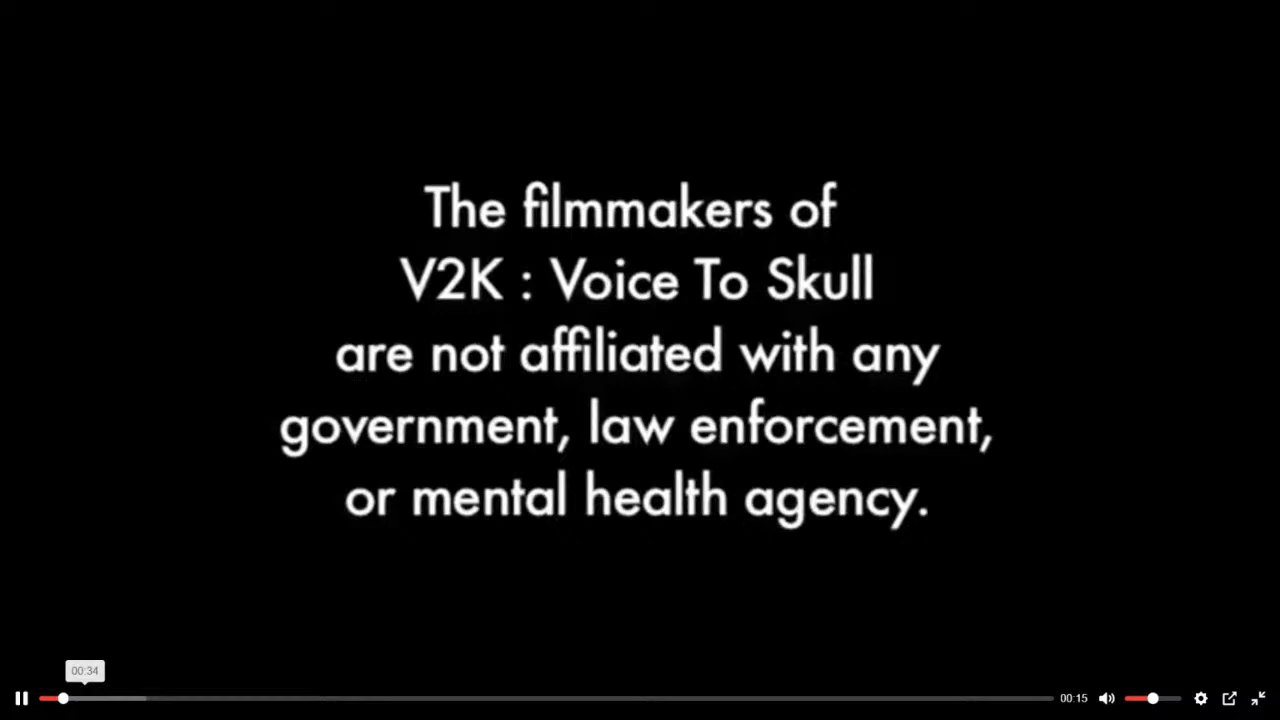 The filmmakers of
V2K : Voice To Skull
are not affiliated with any
government, law enforcement,
or mental health agency.
00:34
00:15